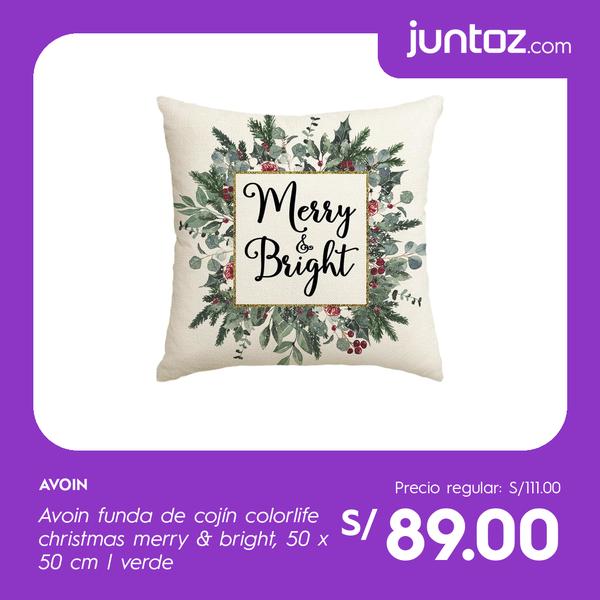 juntoz.com
Merry
&
Bright
AVOIN
Avoin funda de cojín colorlife
christmas merry & bright, 50 x
50 cm | verde
Precio regular: S/111.00
S/ 89.00